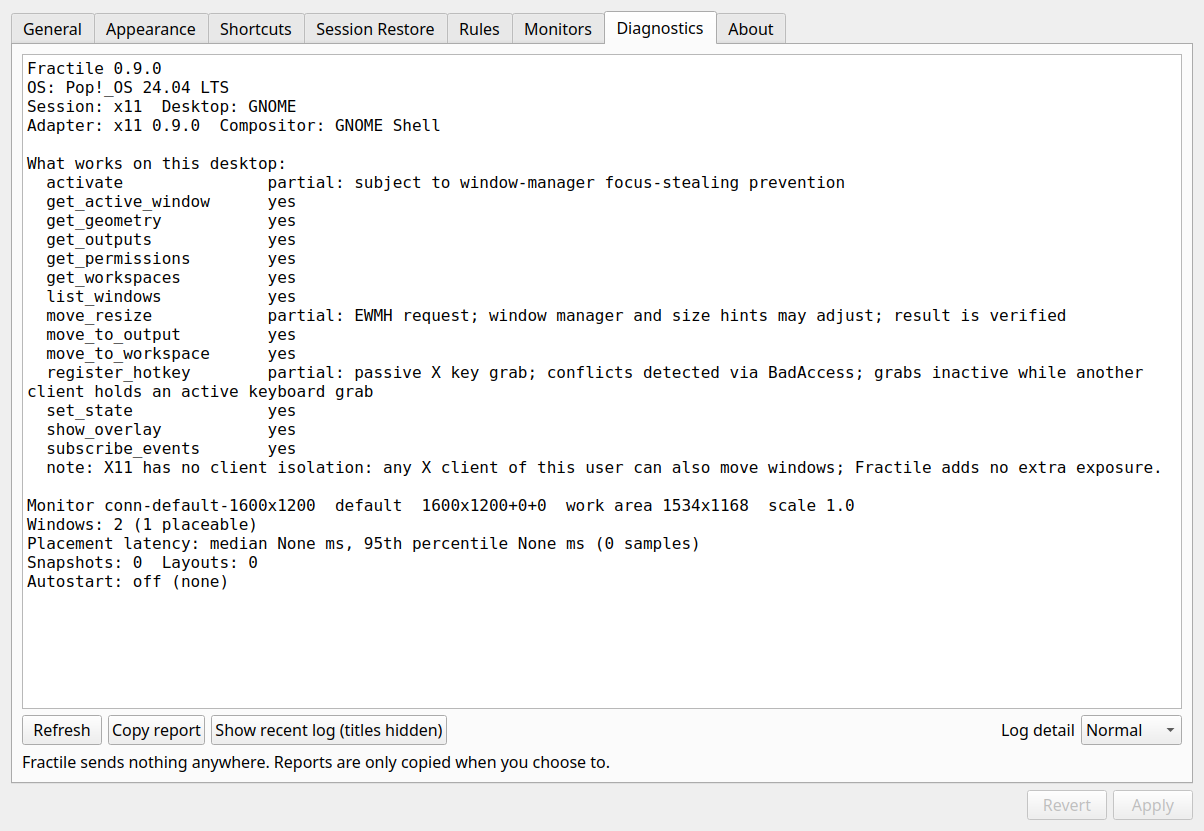 General Appearance Shortcuts Session Restore Rules Monitors Diagnostics About
Fractile 0.9.0
OS: Pop!_OS 24.04 LTS
Session: x11  Desktop: GNOME
Adapter: x11 0.9.0  Compositor: GNOME Shell
What works on this desktop:
  activate               partial: subject to window-manager focus-stealing prevention
  get_active_window      yes
  get_geometry           yes
  get_outputs            yes
  get_permissions        yes
  get_workspaces         yes
  list_windows           yes
  move_resize            partial: EWMH request; window manager and size hints may adjust; result is verified
  move_to_output         yes
  move_to_workspace      yes
  register_hotkey        partial: passive X key grab; conflicts detected via BadAccess; grabs inactive while another
client holds an active keyboard grab
  set_state              yes
  show_overlay           yes
  subscribe_events       yes
  note: X11 has no client isolation: any X client of this user can also move windows; Fractile adds no extra exposure.
Monitor conn-default-1600x1200  default  1600x1200+0+0  work area 1534x1168  scale 1.0
Windows: 2 (1 placeable)
Placement latency: median None ms, 95th percentile None ms (0 samples)
Snapshots: 0  Layouts: 0
Autostart: off (none)
Refresh Copy report Show recent log (titles hidden) Log detail Normal
Fractile sends nothing anywhere. Reports are only copied when you choose to.
Revert Apply